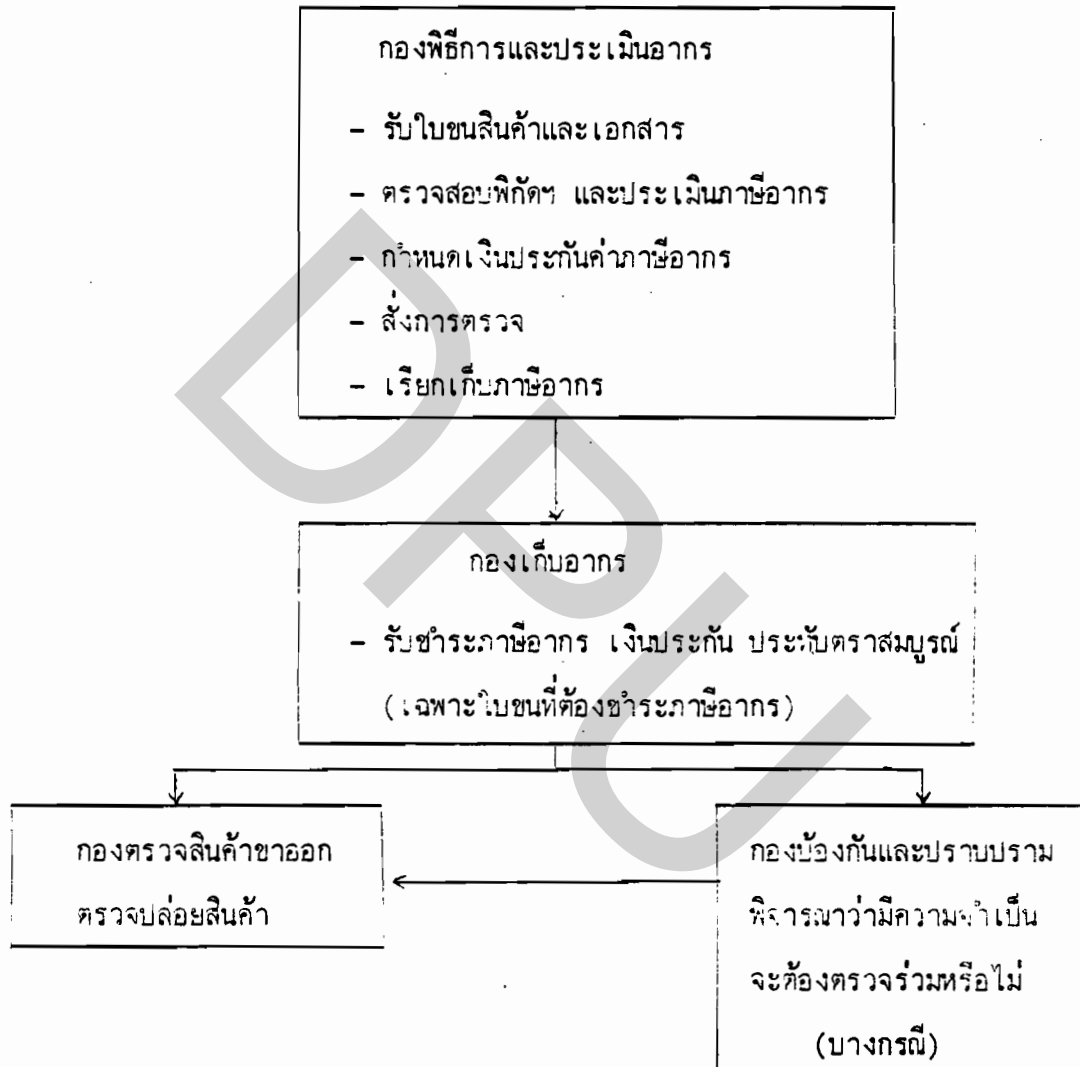 กองพิธีการและประเมินอากร
- รับใบขนสินค้าและเอกสาร
- ตรวจสอบพิกัดฯ และประเมินภาษีอากร
- กำหนดเงินประกันค่าภาษีอากร
- สั่งการตรวจ
- เรียกเก็บภาษีอากร
กองเก็บอากร
- รับชำระภาษีอากร เงินประกัน ประทับตราสมบูรณ์
(เฉพาะใบขนที่ต้องชำระภาษีอากร)
กองตรวจสินค้าขาออก
ตรวจปล่อยสินค้า
กองป้องกันและปราบปราม
พิจารณาว่ามีความจำเป็น
จะต้องตรวจร่วมหรือไม่
(บางกรณี)
DPU